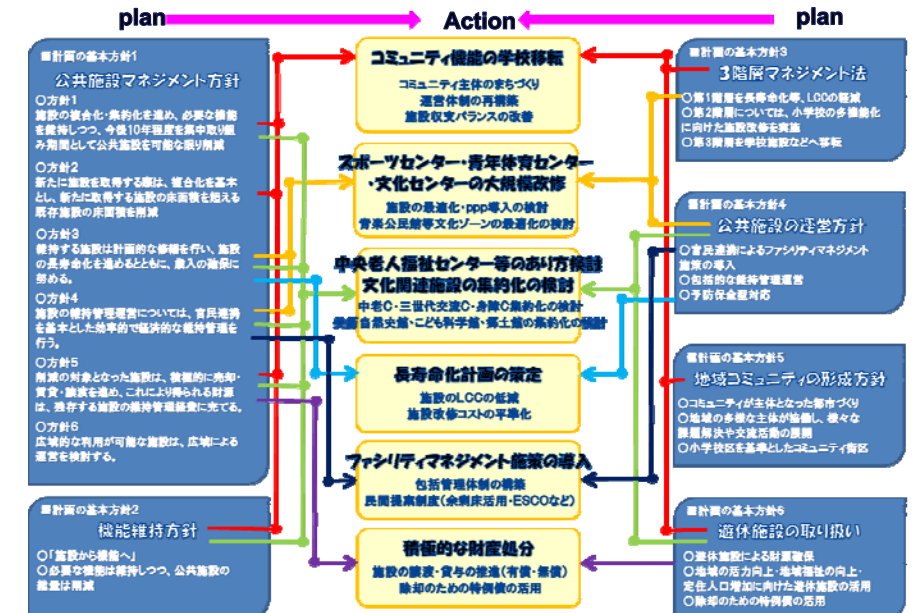 plan
Action
plan
■計画の基本方針1
公共施設マネジメント方針
○方針1
施設の複合化・集約化を進め、必要な機能
を維持しつつ、今後10年程度を集中取り組
み期間として公共施設を可能な限り削減
○方針2
新たに施設を取得する際は、複合化を基本
とし、新たに取得する施設の床面積を超える
既存施設の床面積を削減
○方針3
維持する施設は計画的な修繕を行い、施設
の長寿命化を進めるとともに、歳入の確保に
努める。
○方針4
施設の維持管理運営については、官民連携
を基本とした効率的で経済的な維持管理を
行う。
○方針5
削減の対象となった施設は、積極的に売却・
賃貸・譲渡を進め、これにより得られる財源
は、残存する施設の維持管理経費に充てる。
○方針6
広域的な利用が可能な施設は、広域による
運営を検討する。
■計画の基本方針2
機能維持方針
○「施設から機能へ」
○必要な機能は維持しつつ、公共施設の
総量は削減
コミュニティ機能の学校移転
コミュニティ主体のまちづくり
運営体制の再構築
施設収支バランスの改善
スポーツセンター・青年体育センター
・文化センターの大規模改修
施設の最適化・ppp導入の検討
音楽公民館等文化ゾーンの最適化の検討
中央老人福祉センター等のあり方検討
文化関連施設の集約化の検討
中老C・三世代交流C・身障C集約化の検討
自然史館・こども科学館・郷土館の集約化の検討
長寿命化計画の策定
施設のLCCの低減
施設改修コストの平準化
ファシリティマネジメント施策の導入
包括管理体制の構築
民間提案制度(余剰床活用・ESCOなど)
積極的な財産処分
施設の譲渡・貸与の推進(有償・無償)
除却のための特例債の活用
■計画の基本方針3
3階層マネジメント法
○第1階層を長寿命化等、LCCの軽減
○第2階層については、小学校の多機能化
に向けた施設改修を実施
○第3階層を学校施設などへ移転
■計画の基本方針4
公共施設の運営方針
○官民連携によるファシリティマネジメント
施策の導入
○包括的な維持管理運営
○予防保全型対応
■計画の基本方針5
地域コミュニティの形成方針
○コミュニティが主体となった都市づくり
○地域の多様な主体が協働し、様々な
課題解決や交流活動の展開
○小学校区を基準としたコミュニティ街区
■計画の基本方針6
遊休施設の取り扱い
○遊休施設による財源確保
○地域の活力向上・地域福祉の向上・
定住人口増加に向けた遊休施設の活用
○除却のための特例債の活用